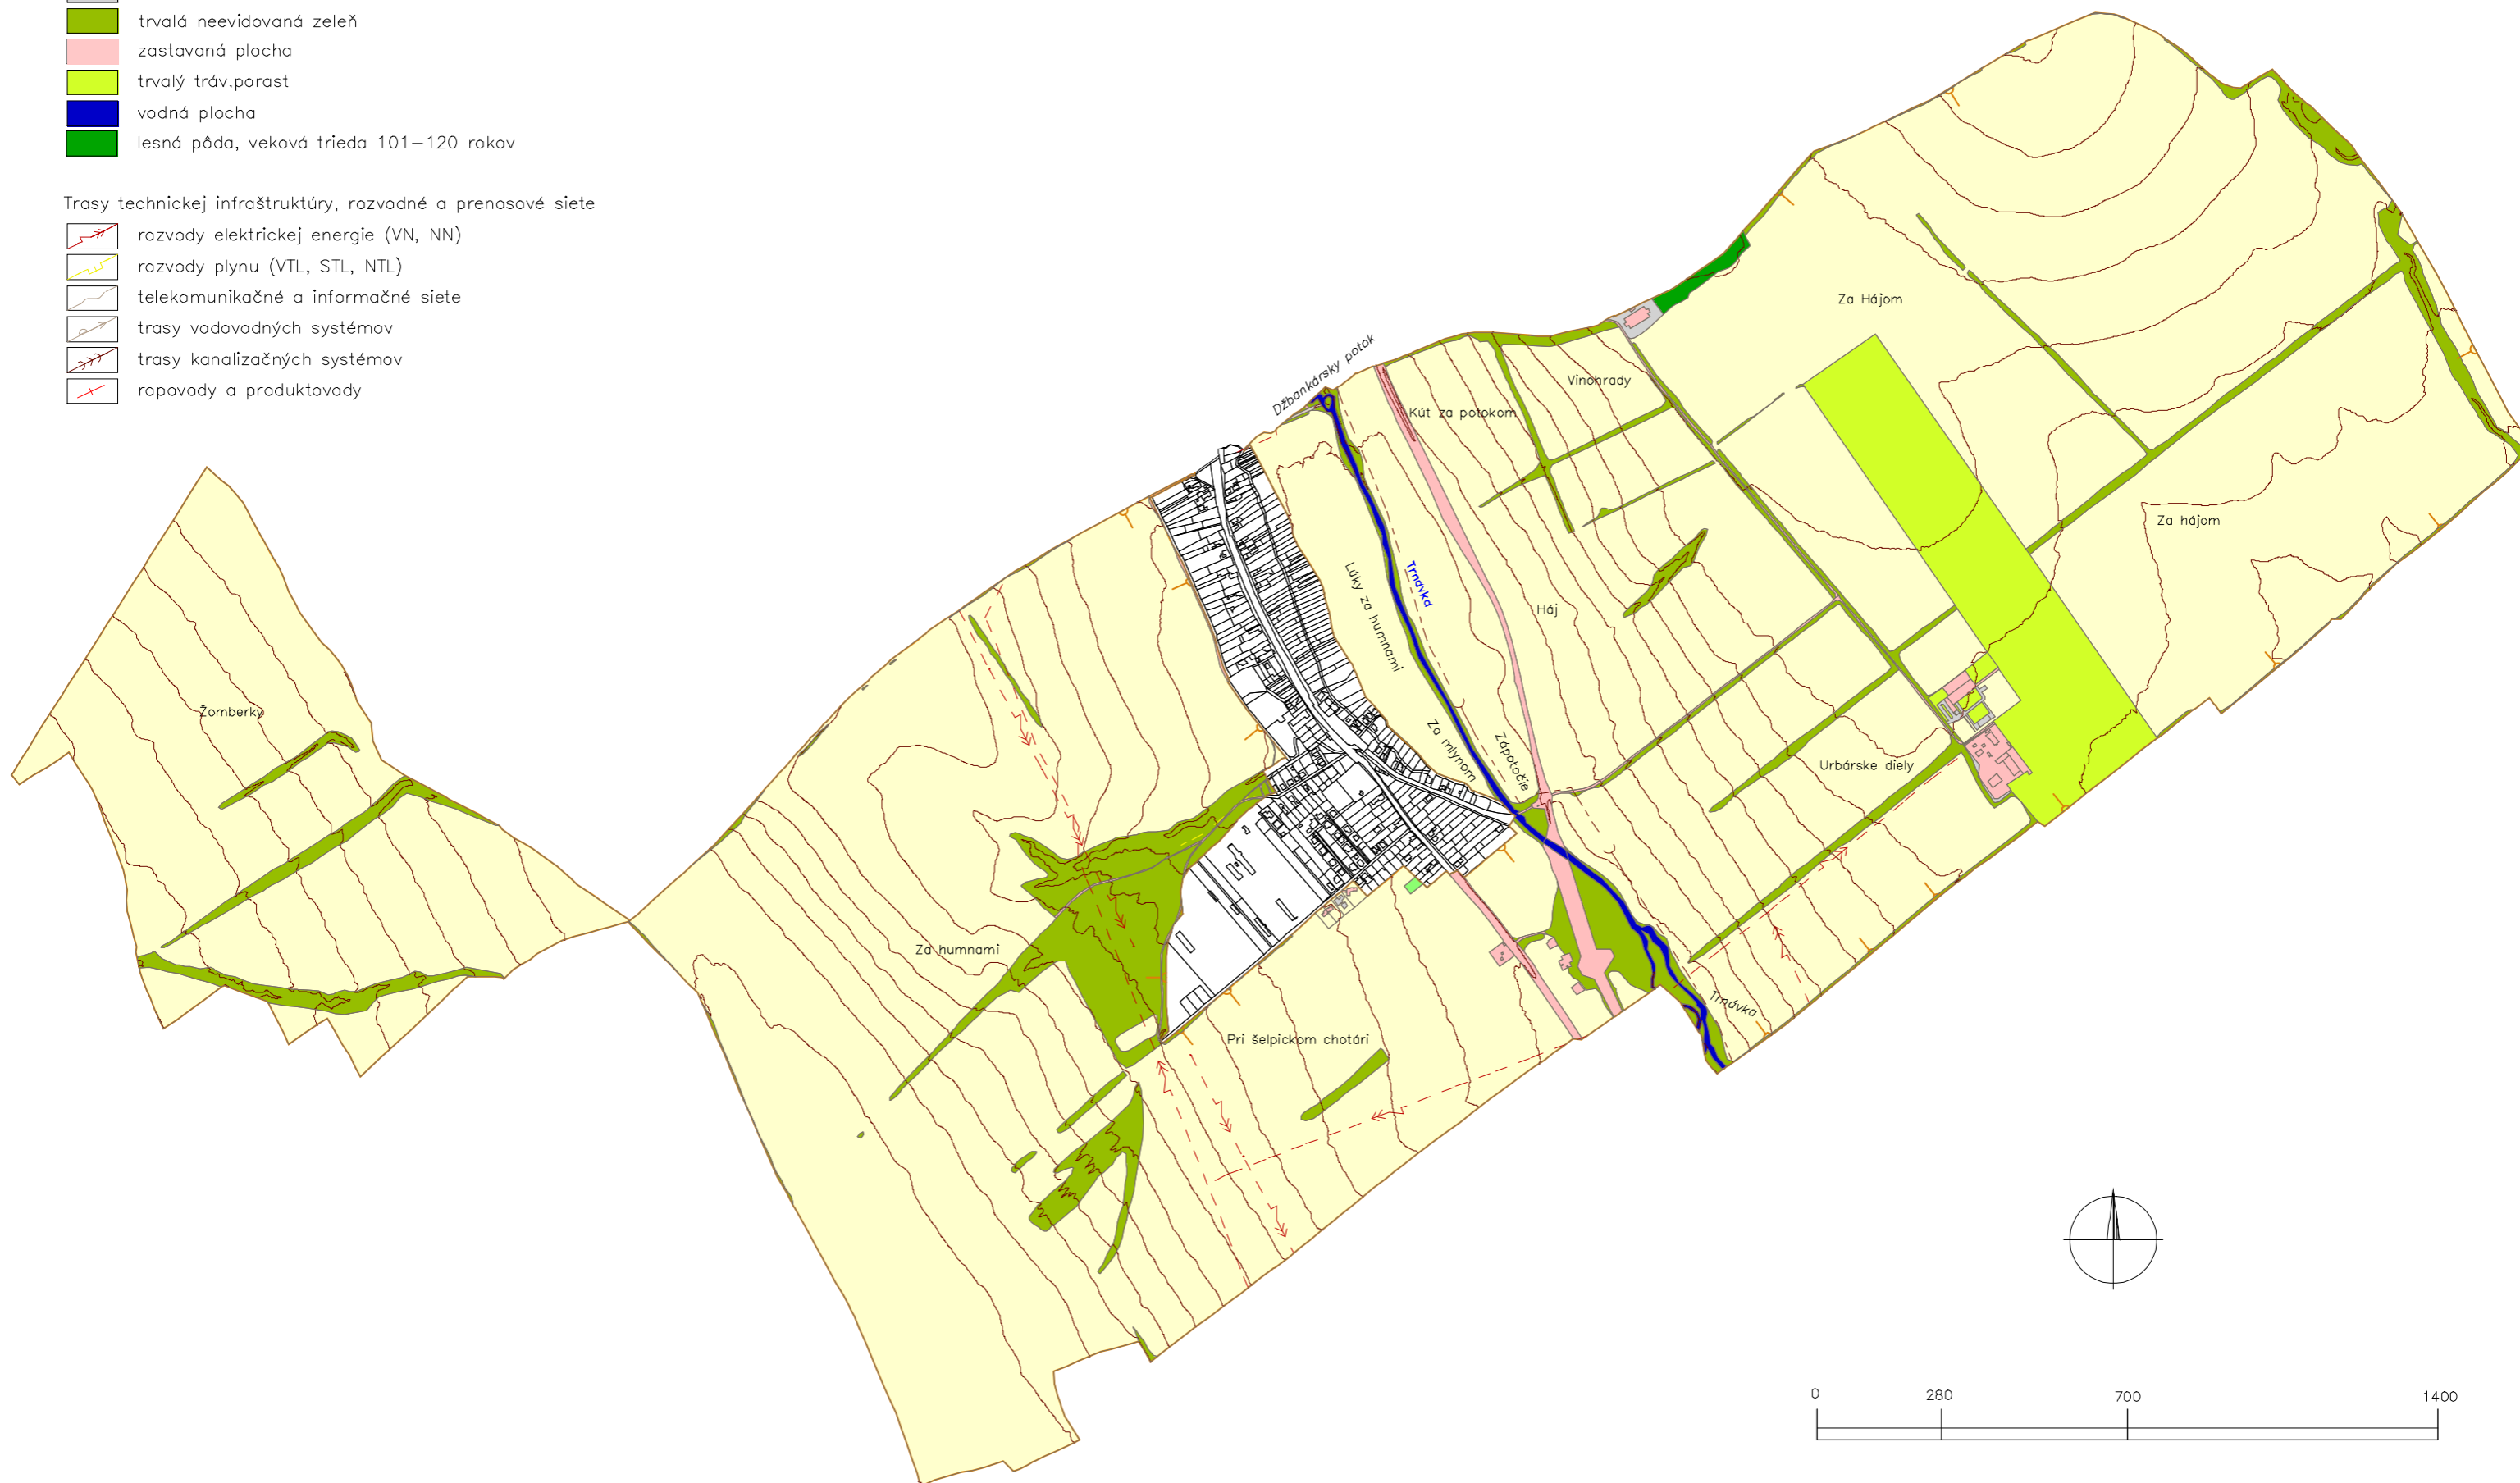 trvalá neevidovaná zeleň
zastavaná plocha
trvalý tráv.porast
vodná plocha
lesná pôda, veková trieda 101–120 rokov
Trasy technickej infraštruktúry, rozvodné a prenosové siete
rozvody elektrickej energie (VN, NN)
rozvody plynu (VTL, STL, NTL)
telekomunikačné a informačné siete
trasy vodovodných systémov
trasy kanalizačných systémov
ropovody a produktovody
Za Hájom
Džbankársky potok
Vinohrady
Kút za potokom
Za hájom
Trnávka
Lúky za humnami
Háj
Žomberky
Za mlynom
Zápotočie
Urbárske diely
Za humnami
Trnávka
Pri šelpickom chotári
0 280 700 1400